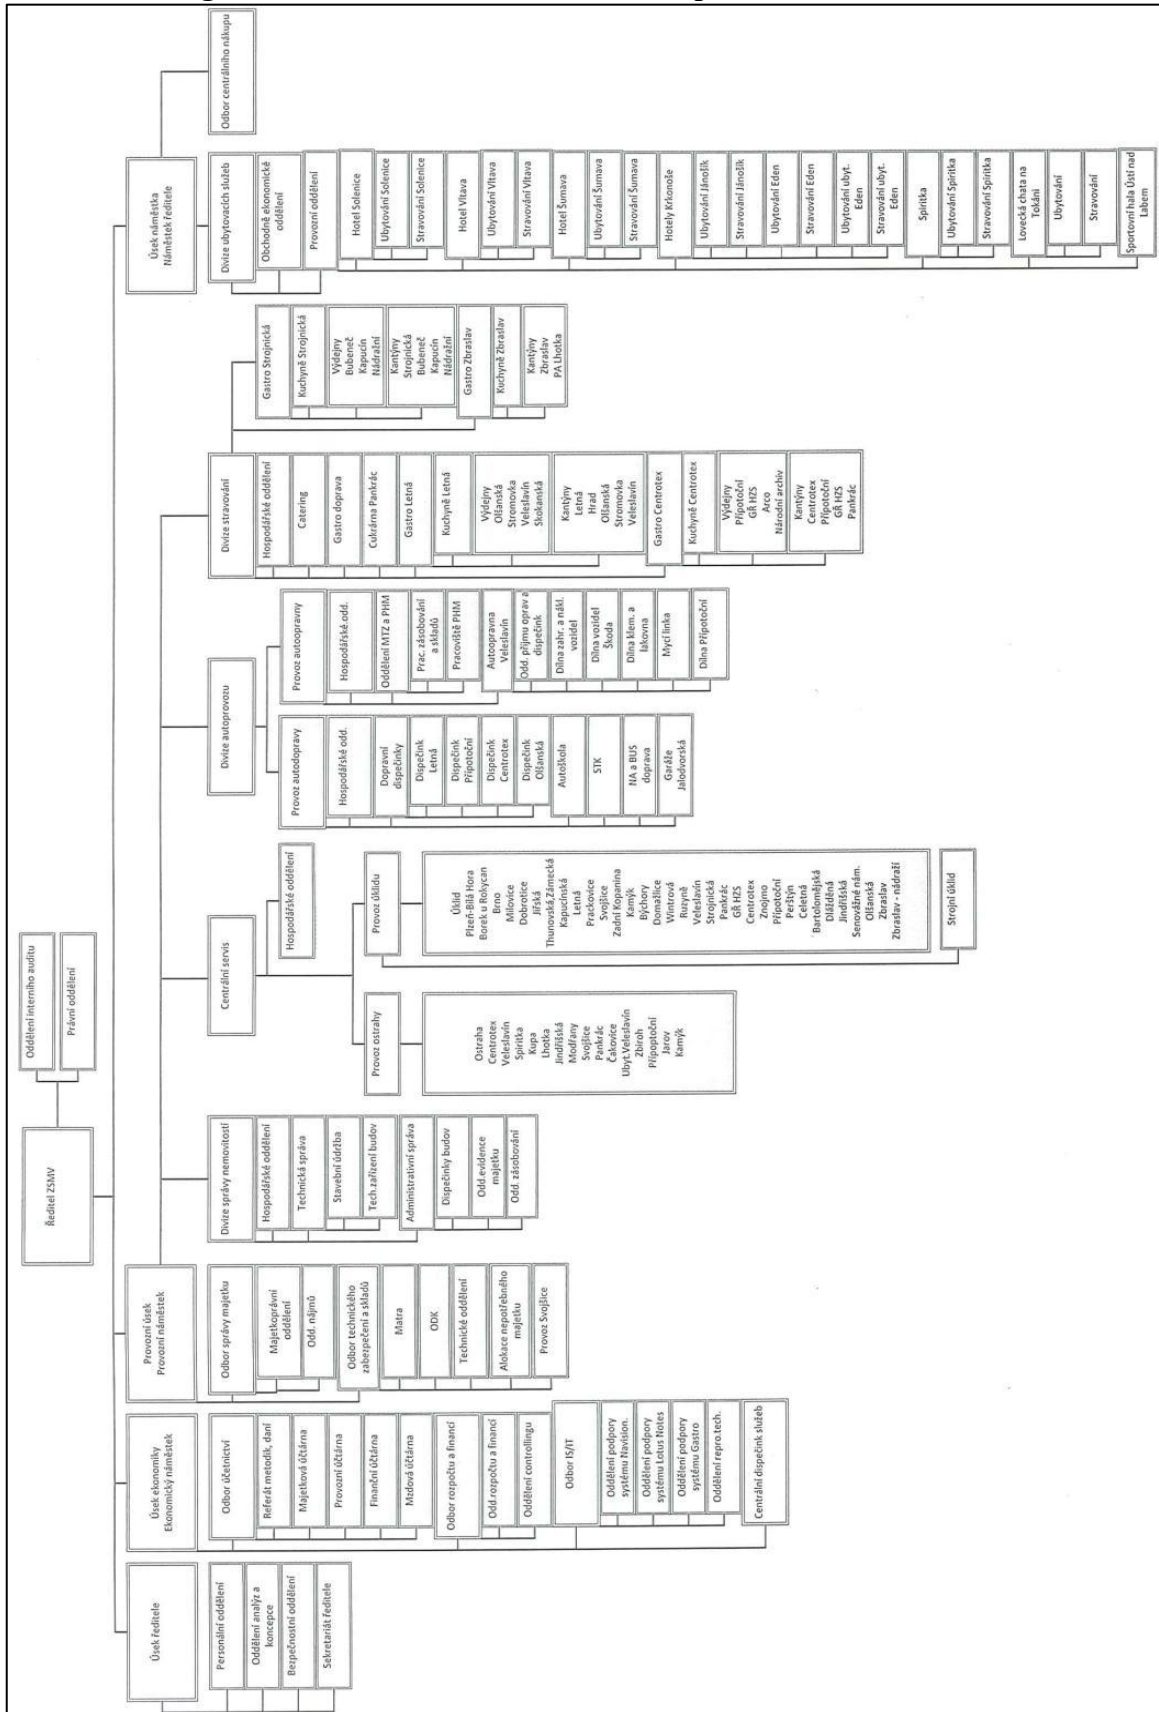 Ředitel ZSMV
Oddělení interního auditu
Právní oddělení
Úsek ředitele
Personální oddělení
Oddělení analýz a
koncepce
Bezpečnostní oddělení
Sekretariát ředitele
Úsek ekonomiky
Ekonomický náměstek
Odbor účetnictví
Referát metodik, daní
Majetková účtárna
Provozní účtárna
Finanční účtárna
Mzdová účtárna
Odbor rozpočtu a financí
Odd.rozpočtu a financí
Oddělení controllingu
Odbor IS/IT
Oddělení podpory
systému Navision.
Oddělení podpory
systému Lotus Notes
Oddělení podpory
systému Gastro
Oddělení repro.tech.
Centrální dispečink služeb
Provozní úsek
Provozní náměstek
Odbor správy majetku
Majetkoprávní
oddělení
Odd. nájmů
Odbor technického
zabezpečení a skladů
Matra
ODK
Technické oddělení
Alokace nepotřebného
majetku
Provoz Svojšice
Divize správy nemovitostí
Hospodářské oddělení
Technická správa
Stavební údržba
Tech.zařízení budov
Administrativní správa
Dispečinky budov
Odd.evidence
majetku
Odd. zásobování
Centrální servis
Hospodářské oddělení
Provoz ostrahy
Ostraha
Centrotex
Veleslavín
Spiritka
Kupa
Lhotka
Jindřišská
Modřany
Svojšice
Pankrác
Čakovice
Ubyt.Veleslavín
Zbiroh
Přípoptoční
Jarov
Kamýk
Provoz úklidu
Úklid
Plzeň-Bílá Hora
Borek u Rokycan
Brno
Milovice
Dobrotice
Jiřská
Thunovská,Zámecká
Kapucínská
Letná
Prackovice
Svojšice
Zadní Kopanina
Kamýk
Býchory
Domažlice
Wintrová
Ruzyně
Veleslavín
Strojnická
Pankrác
GŘ HZS
Centrotex
Znojmo
Přípotoční
Perštýn
Celetná
Bartolomějská
Dlážděná
Jindřišská
Senovážné nám.
Olšanská
Zbraslav
Zbraslav - nádraží
Strojní úklid
Divize autoprovozu
Provoz autodopravy
Hospodářské odd.
Dopravní
dispečinky
Dispečink
Letná
Dispečink
Přípotoční
Dispečink
Centrotex
Dispečink
Olšanská
Autoškola
STK
NA a BUS
doprava
Garáže
Jalodvorská
Provoz autoopravny
Hospodářské.odd.
Oddělení MTZ a PHM
Prac. zásobování
a skladů
Pracoviště PHM
Autoopravna
Veleslavín
Odd. příjmu oprav a
dispečink
Dílna zahr. a nákl.
vozidel
Dílna vozidel
Škoda
Dílna klem. a
lakovna
Mycí linka
Dílna Přípotoční
Divize stravování
Hospodářské oddělení
Catering
Gastro doprava
Cukrárna Pankrác
Gastro Letná
Kuchyně Letná
Výdejny
Olšanská
Stromovka
Veleslavín
Skokanská
Kantýny
Letná
Hrad
Olšanská
Stromovka
Veleslavín
Gastro Centrotex
Kuchyně Centrotex
Výdejny
Přípotoční
GŘ HZS
Arco
Národní archiv
Kantýny
Centrotex
Přípotoční
GŘ HZS
Pankrác
Gastro Strojnická
Kuchyně Strojnická
Výdejny
Bubeneč
Kapucín
Nádražní
Kantýny
Strojnická
Bubeneč
Kapucín
Nádražní
Gastro Zbraslav
Kuchyně Zbraslav
Kantýny
Zbraslav
PA Lhotka
Úsek náměstka
Náměstek ředitele
Divize ubytovacích služeb
Obchodně ekonomické
oddělení
Provozní oddělení
Hotel Solenice
Ubytování Solenice
Stravování Solenice
Hotel Vltava
Ubytování Vltava
Stravování Vltava
Hotel Šumava
Ubytování Šumava
Stravování Šumava
Hotely Krkonoše
Ubytování Jánošík
Stravování Jánošík
Ubytování Eden
Stravování Eden
Ubytování ubyt.
Eden
Stravování ubyt.
Eden
Spiritka
Ubytování Spiritka
Stravování Spiritka
Lovecká chata na
Tokáni
Ubytování
Stravování
Sportovní hala Ústí nad
Labem
Odbor centrálního nákupu